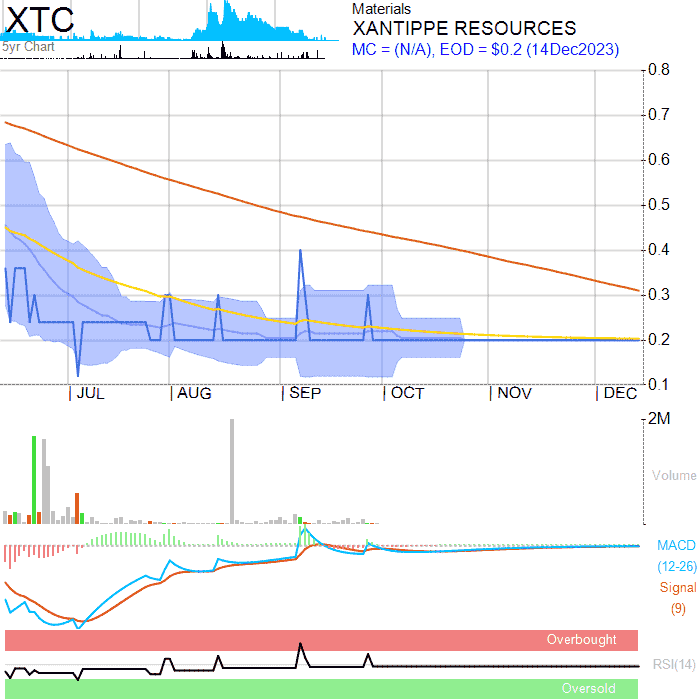 XTC
5yr Chart
Materials
XANTIPPE RESOURCES
MC = (N/A), EOD = $0.2 (14Dec2023)
0.8
0.7
0.6
0.5
0.4
0.3
0.2
0.1
JUL AUG SEP OCT NOV DEC
2M
Volume
MACD
(12-26)
Signal
(9)
Overbought
RSI(14)
Oversold